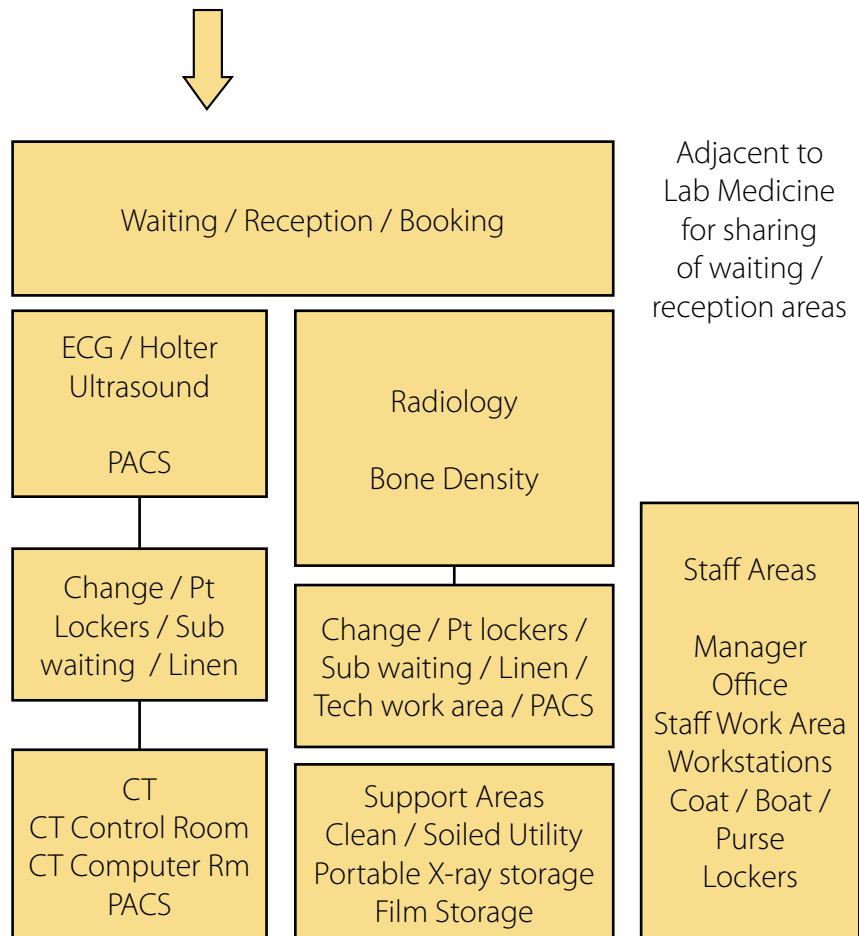 Waiting / Reception / Booking
Adjacent to
Lab Medicine
for sharing
of waiting /
reception areas
ECG / Holter
Ultrasound
PACS
Radiology
Bone Density
Change / Pt
Lockers / Sub
waiting / Linen
Change / Pt lockers /
Sub waiting / Linen /
Tech work area / PACS
Staff Areas
Manager
Office
Staff Work Area
Workstations
Coat / Boat /
Purse
Lockers
CT
CT Control Room
CT Computer Rm
PACS
Support Areas
Clean / Soiled Utility
Portable X-ray storage
Film Storage